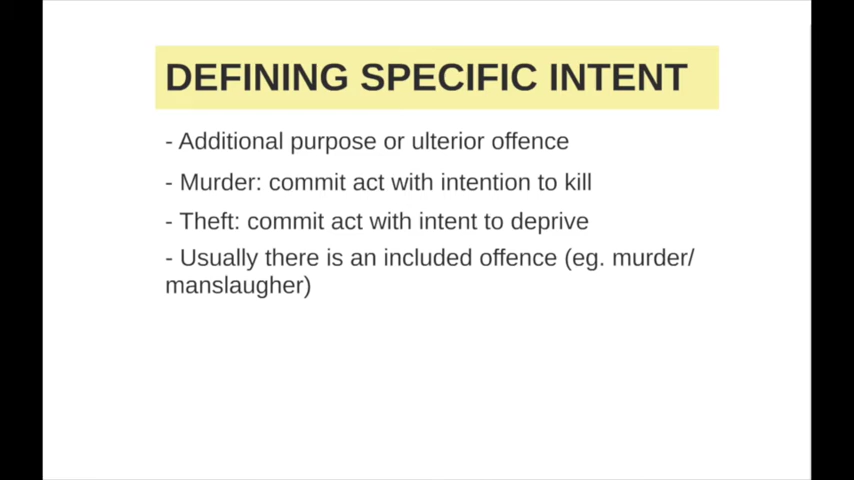 DEFINING SPECIFIC INTENT
- Additional purpose or ulterior offence
- Murder: commit act with intention to kill
- Theft: commit act with intent to deprive
- Usually there is an included offence (eg. murder/
manslaugher)